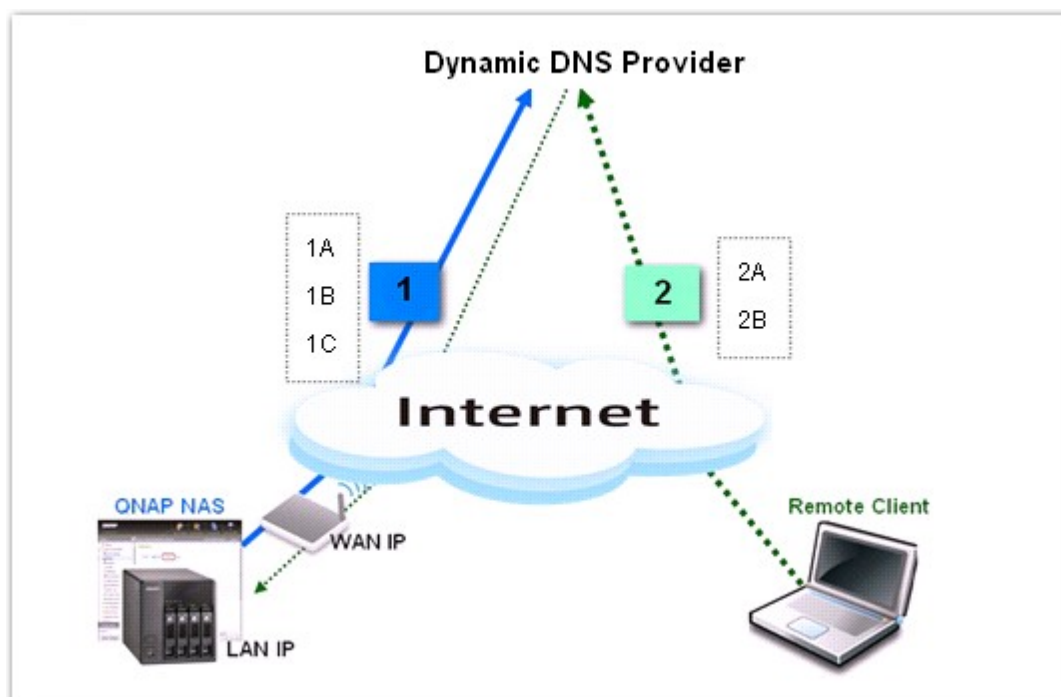 Dynamic DNS Provider
1A
1B
1C
1
2
2A
2B
Internet
QNAP NAS
WAN IP
LAN IP
Remote Client